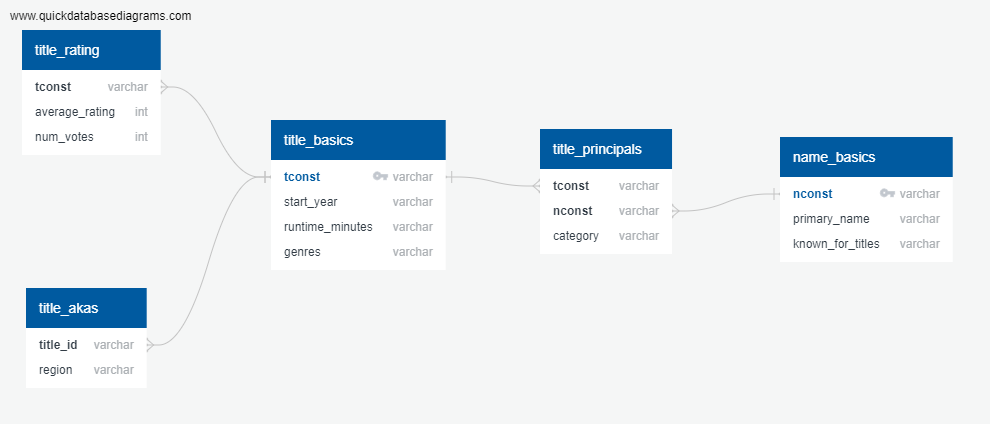 www.quickdatabasediagrams.com
title_rating
tconst varchar
average_rating int
num_votes int
title_basics
tconst varchar
start_year varchar
runtime_minutes varchar
genres varchar
title_principals
tconst varchar
nconst varchar
category varchar
name_basics
nconst varchar
primary_name varchar
known_for_titles varchar
title_akas
title_id varchar
region varchar